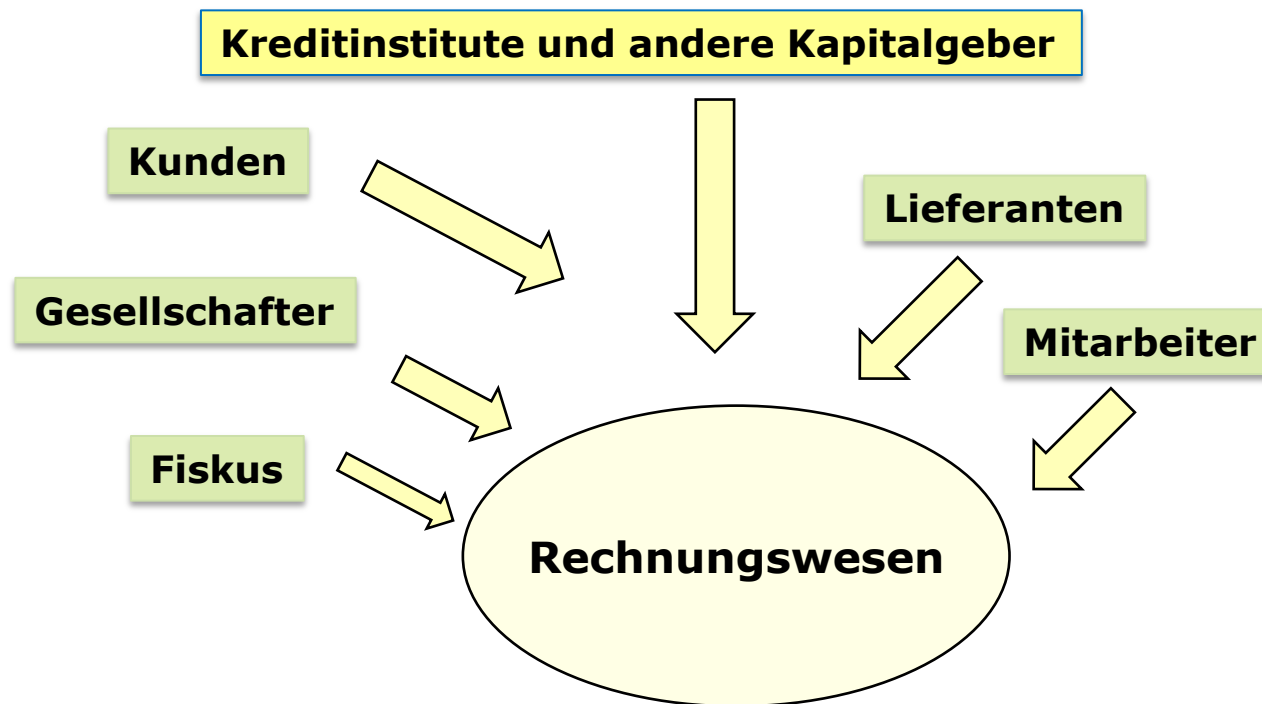 Kreditinstitute und andere Kapitalgeber
Kunden
Lieferanten
Gesellschafter
Mitarbeiter
Fiskus
Rechnungswesen